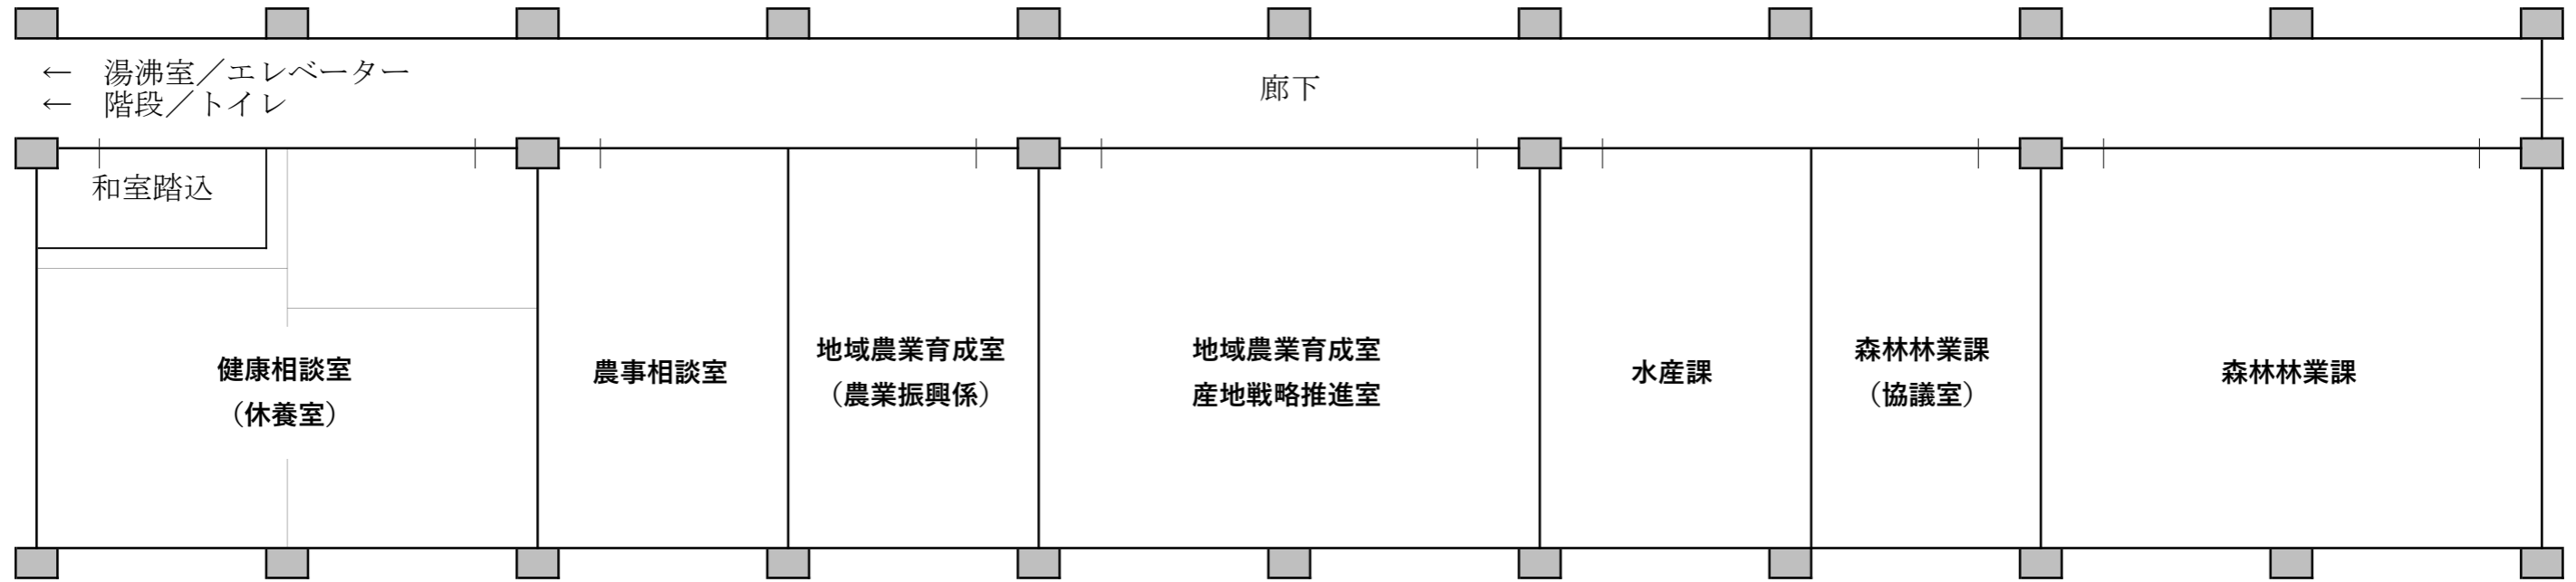 ←　湯沸室／エレベーター
←　階段／トイレ
廊下
和室踏込
健康相談室
（休養室）
農事相談室
地域農業育成室
（農業振興係）
地域農業育成室
産地戦略推進室
水産課
森林林業課
（協議室）
森林林業課